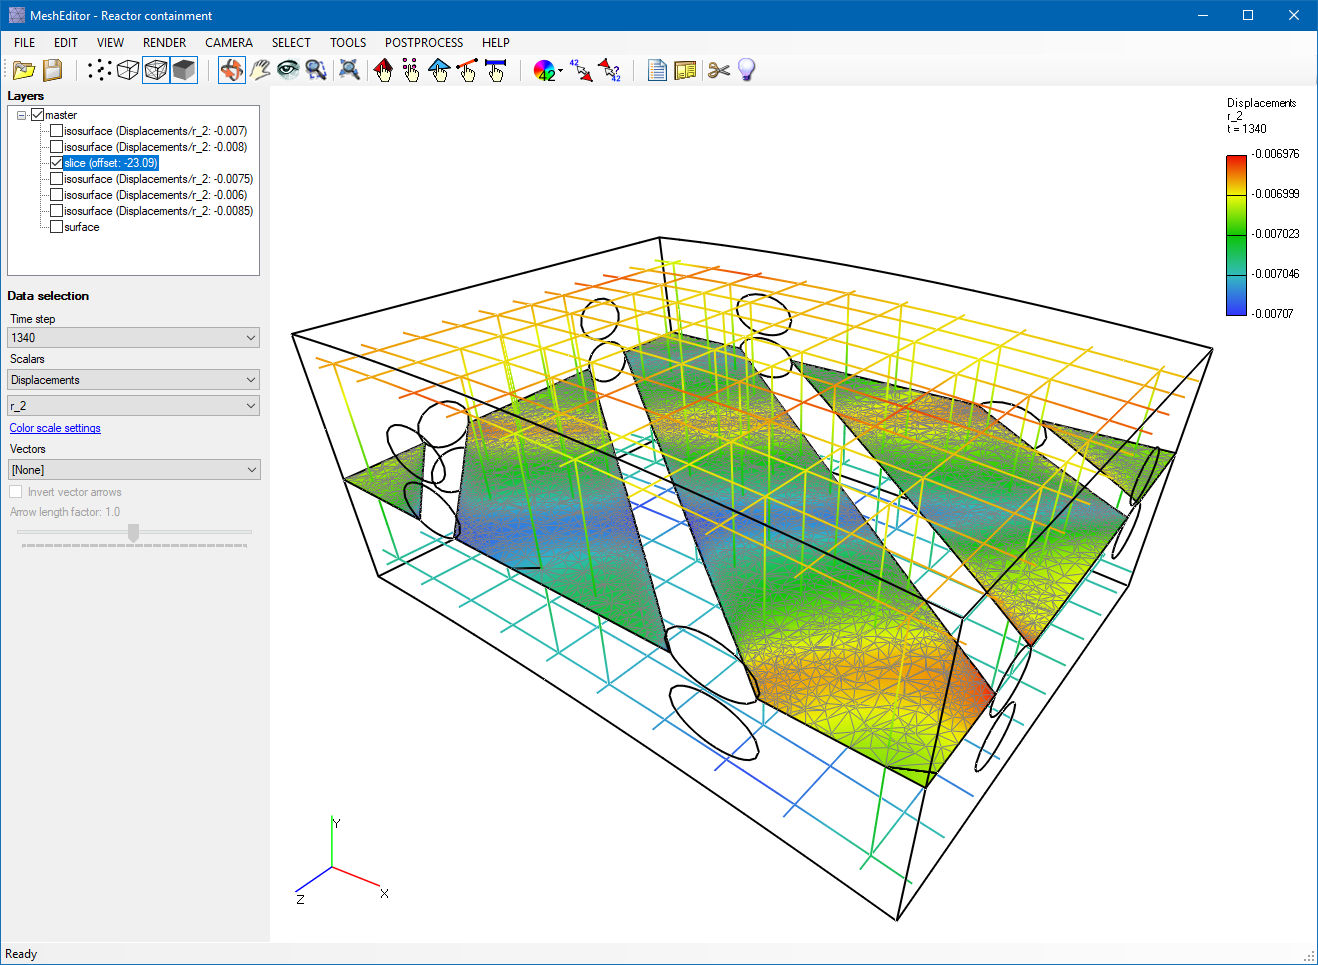 MeshEditor - Reactor containment
FILE EDIT VIEW RENDER CAMERA SELECT TOOLS POSTPROCESS HELP
42 42 ? 42
Layers
master
isosurface (Displacements/r_2: -0.007)
isosurface (Displacements/r_2: -0.008)
slice (offset: -23.09)
isosurface (Displacements/r_2: -0.0075)
isosurface (Displacements/r_2: -0.006)
isosurface (Displacements/r_2: -0.0085)
surface
Data selection
Time step
1340
Scalars
Displacements
r_2
Color scale settings
Vectors
[None]
Invert vector arrows
Arrow length factor: 1.0
Displacements
r_2
t = 1340
-0.006976
-0.006999
-0.007023
-0.007046
-0.00707
Y
X
Z
Ready